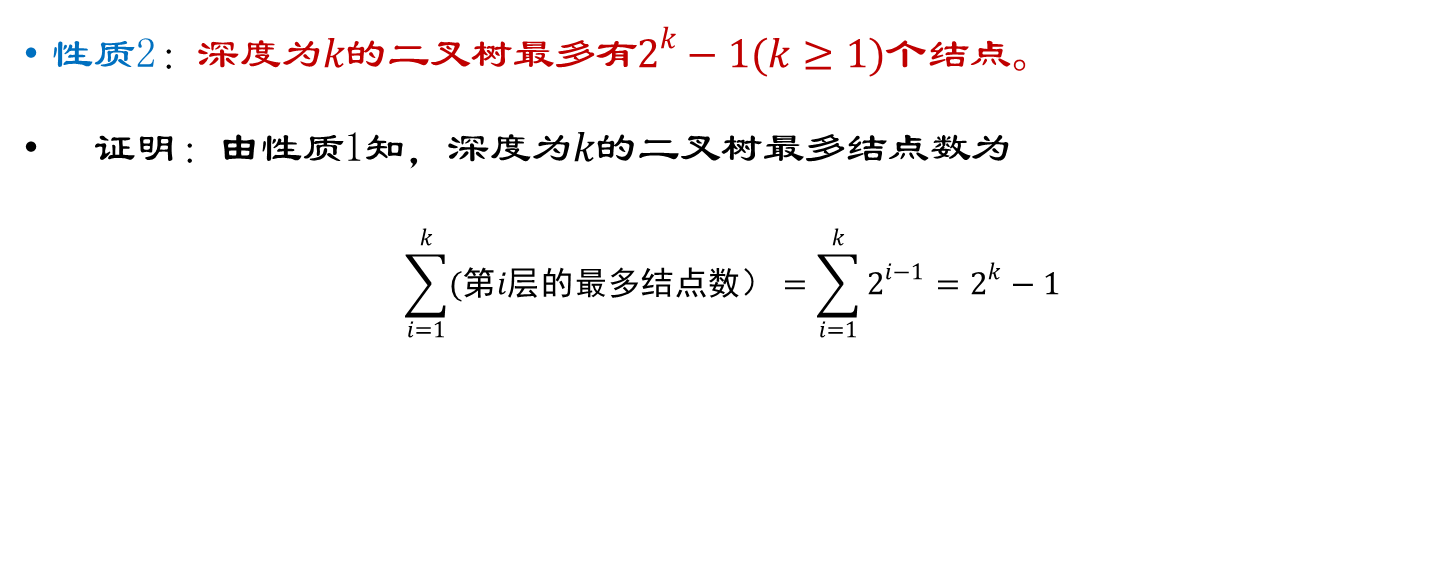 • 性质2：深度为k的二叉树最多有2^k − 1(k ≥ 1)个结点。
• 证明：由性质1知，深度为k的二叉树最多结点数为
∑_{i=1}^{k}(第i层的最多结点数） = ∑_{i=1}^{k} 2^{i−1} = 2^k − 1